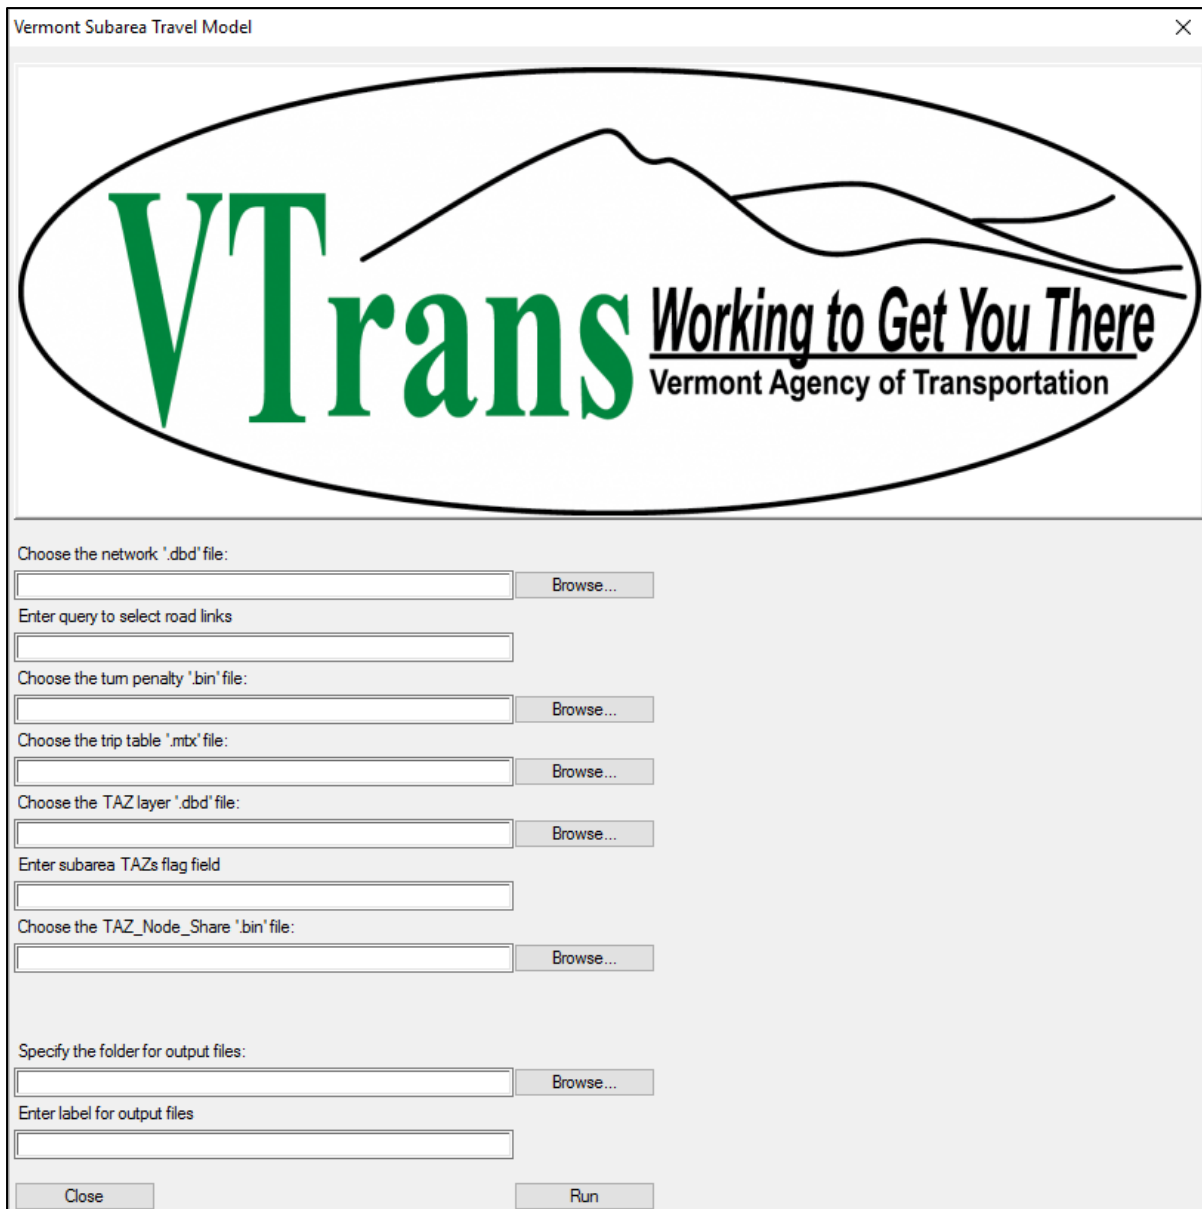 Vermont Subarea Travel Model
VTrans
Working to Get You There
Vermont Agency of Transportation
Choose the network '.dbd' file:
Browse...
Enter query to select road links
Choose the turn penalty '.bin' file:
Browse...
Choose the trip table '.mtx' file:
Browse...
Choose the TAZ layer '.dbd' file:
Browse...
Enter subarea TAZs flag field
Choose the TAZ_Node_Share '.bin' file:
Browse...
Specify the folder for output files:
Browse...
Enter label for output files
Close Run